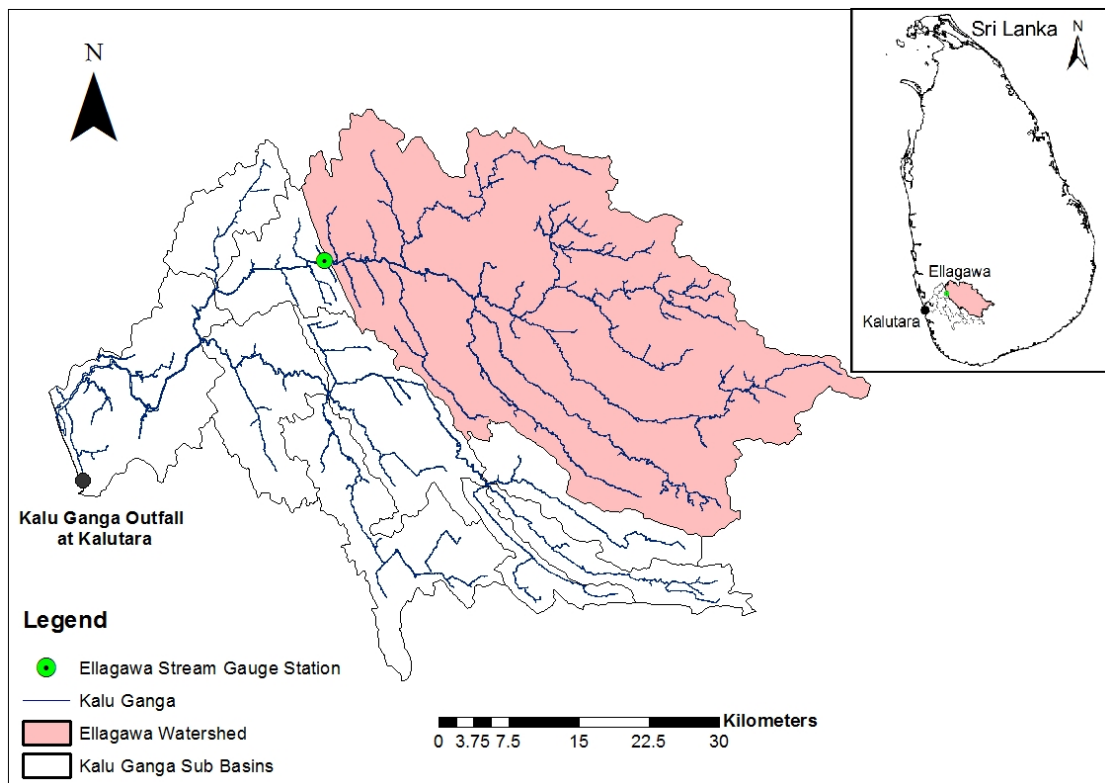 N
Sri Lanka
N
Ellagawa
Kalutara
Kalu Ganga Outfall
at Kalutara
Legend
Ellagawa Stream Gauge Station
Kalu Ganga
Ellagawa Watershed
Kalu Ganga Sub Basins
Kilometers
0 3.75 7.5 15 22.5 30